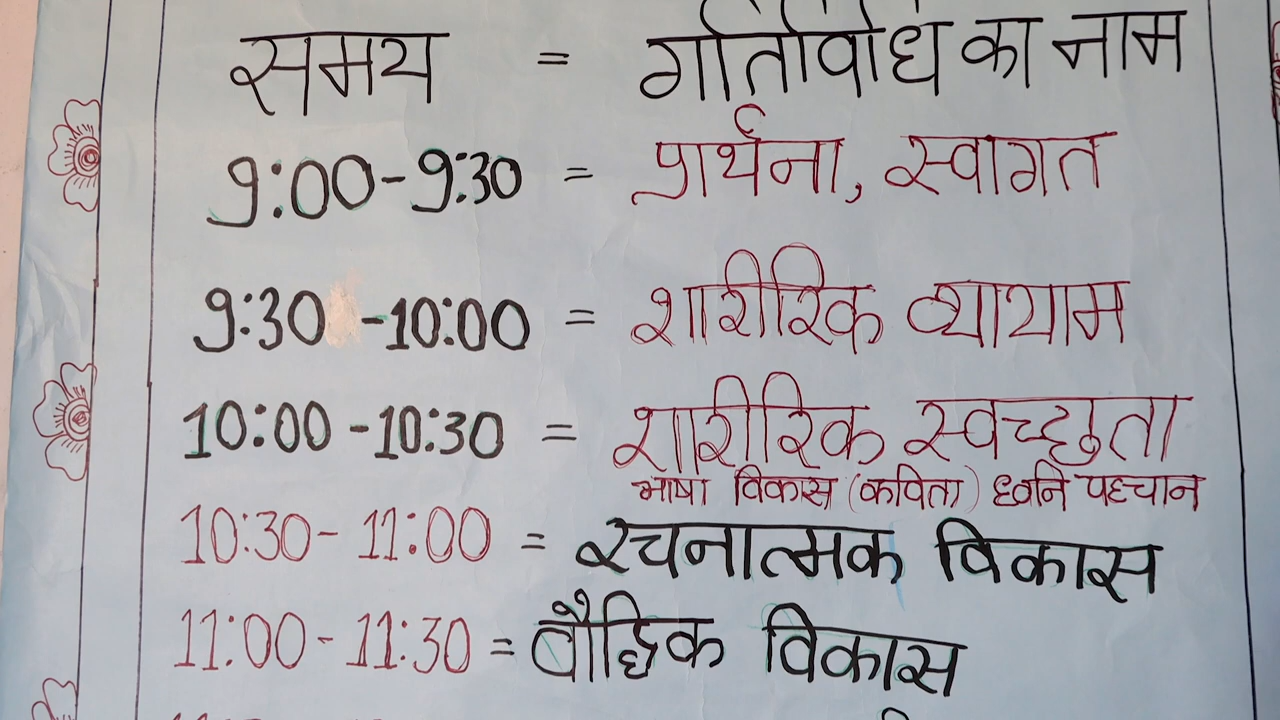 समय = गतिविधि का नाम
9:00-9:30 = प्रार्थना, स्वागत
9:30 -10:00 = शारीरिक व्यायाम
10:00 -10:30 = शारीरिक स्वच्छता
भाषा विकास (कविता) ध्वनि पहचान
10:30- 11:00 = रचनात्मक विकास
11:00 - 11:30 = बौद्धिक विकास